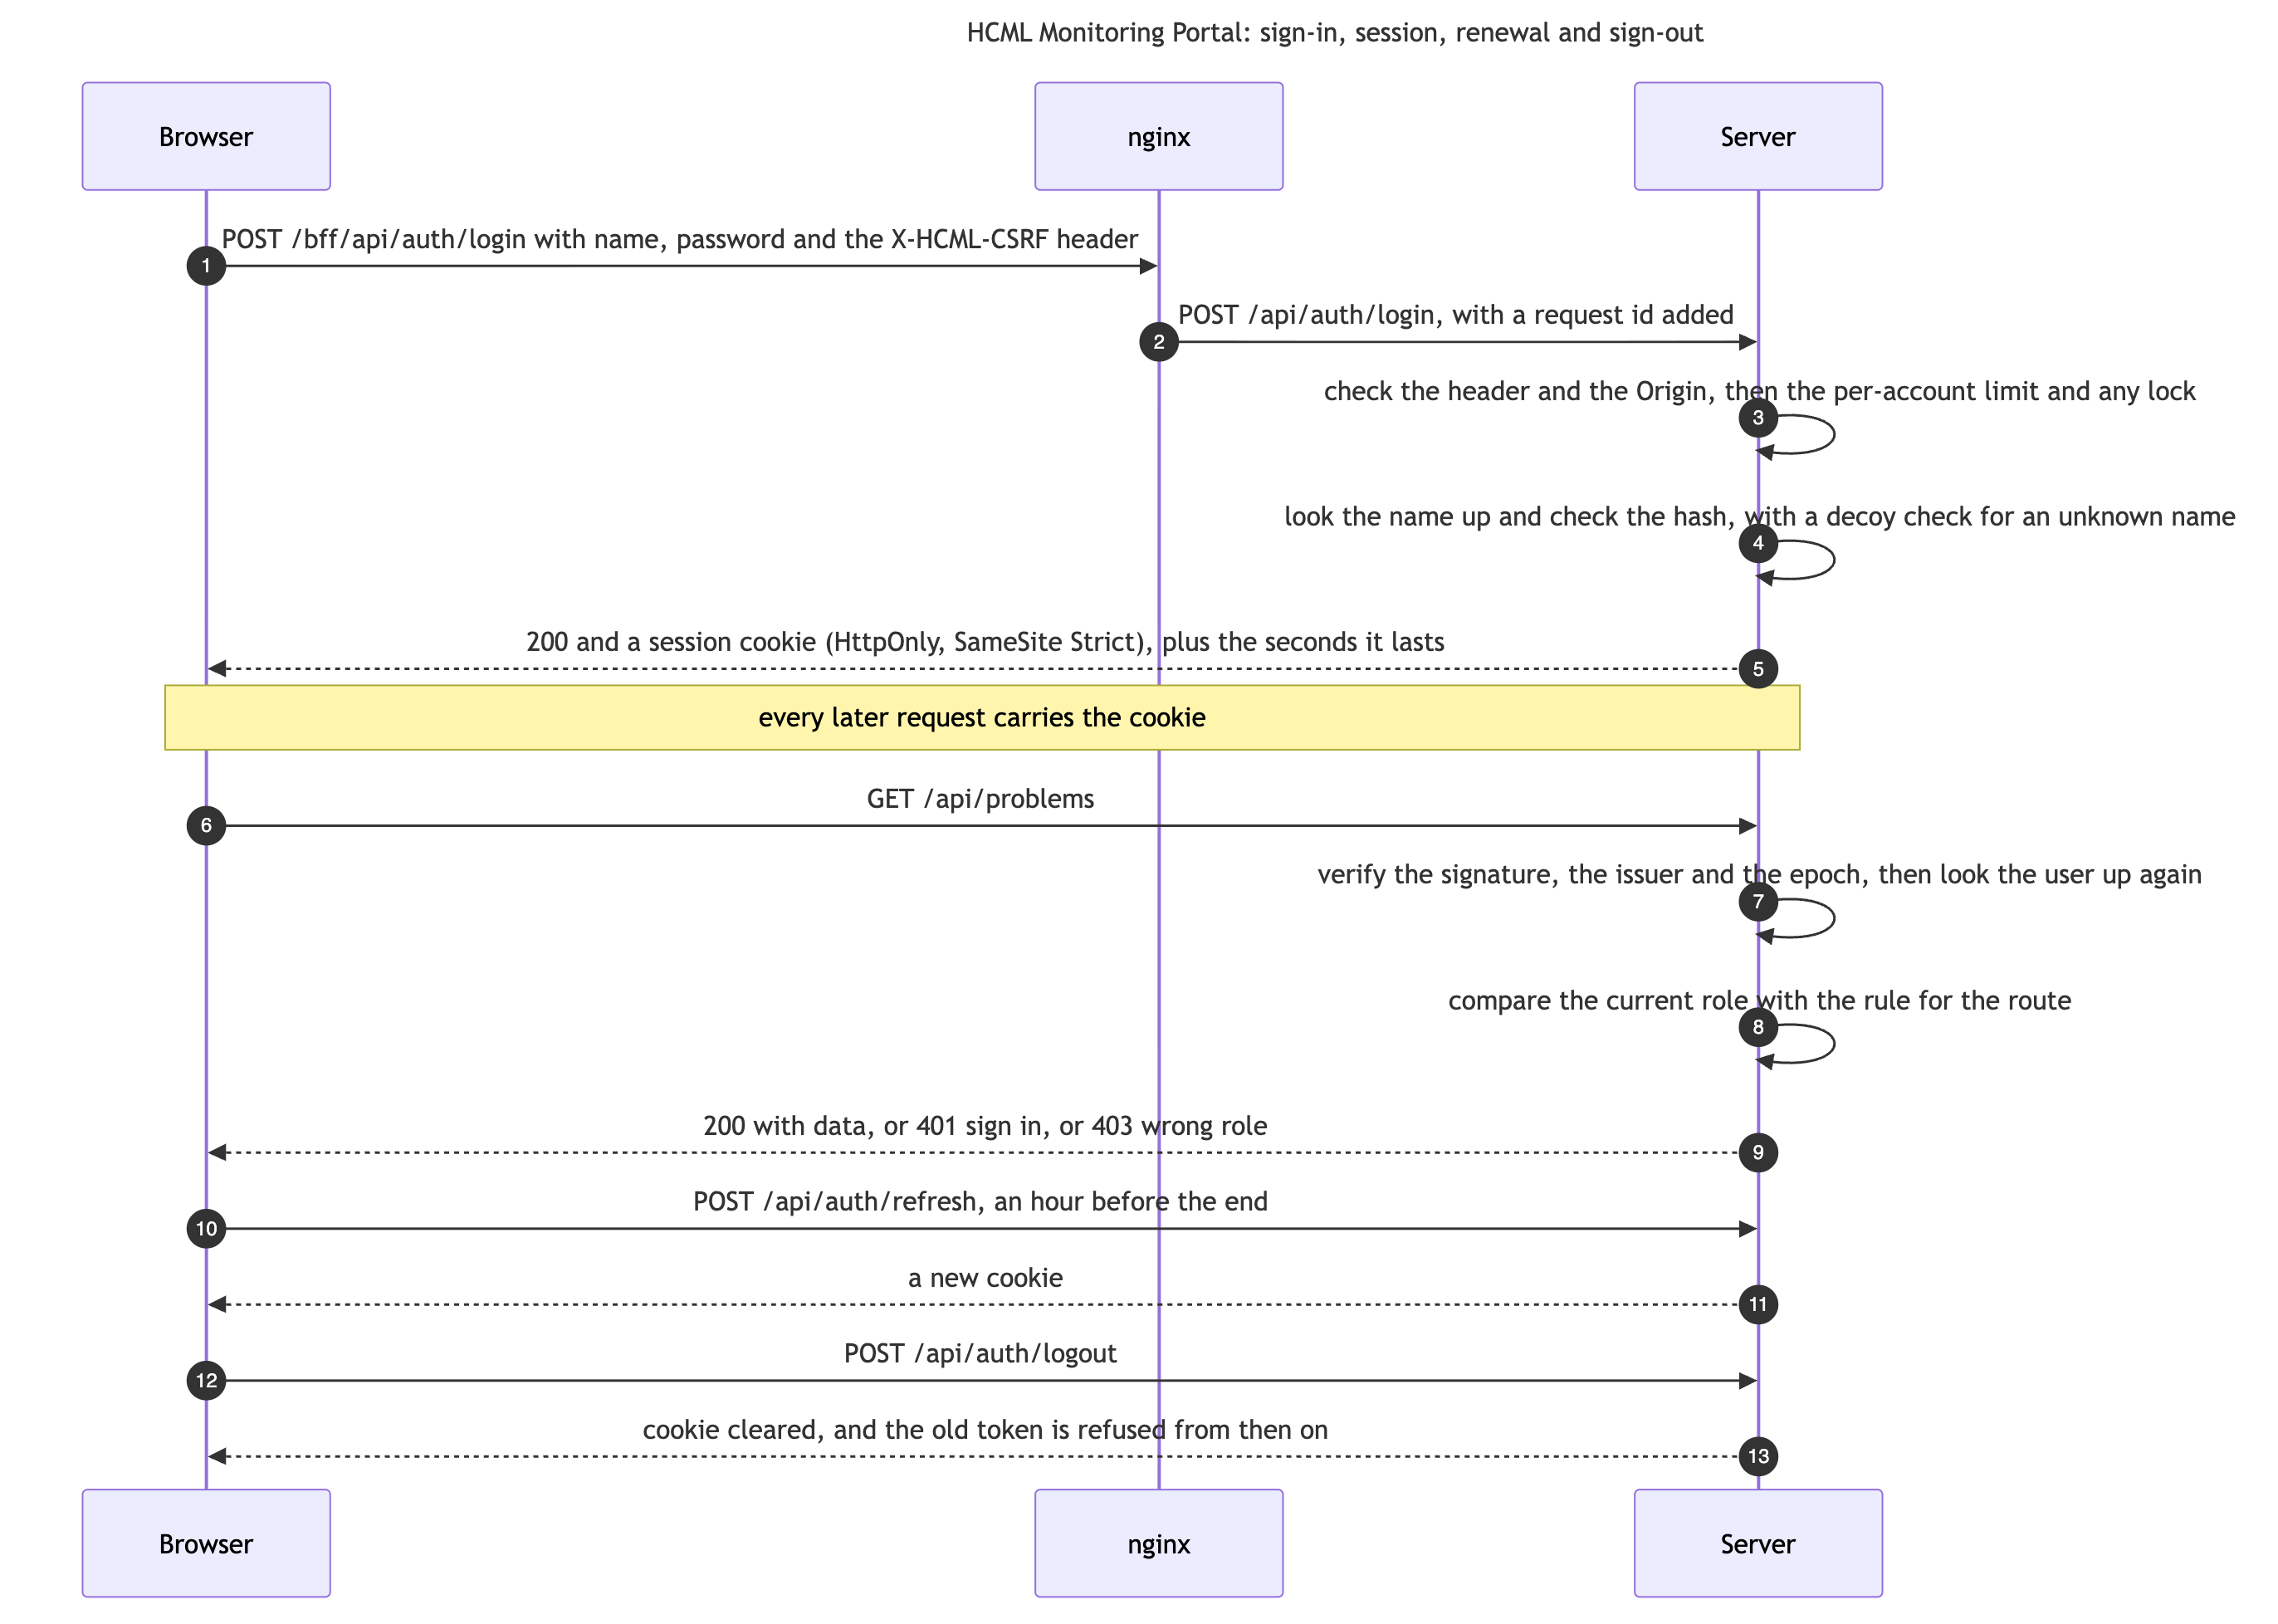 HCML Monitoring Portal: sign-in, session, renewal and sign-out
Browser
nginx
Server
POST /bff/api/auth/login with name, password and the X-HCML-CSRF header
1
POST /api/auth/login, with a request id added
2
check the header and the Origin, then the per-account limit and any lock
3
look the name up and check the hash, with a decoy check for an unknown name
4
200 and a session cookie (HttpOnly, SameSite Strict), plus the seconds it lasts
5
every later request carries the cookie
GET /api/problems
6
verify the signature, the issuer and the epoch, then look the user up again
7
compare the current role with the rule for the route
8
200 with data, or 401 sign in, or 403 wrong role
9
POST /api/auth/refresh, an hour before the end
10
a new cookie
11
POST /api/auth/logout
12
cookie cleared, and the old token is refused from then on
13
Browser
nginx
Server